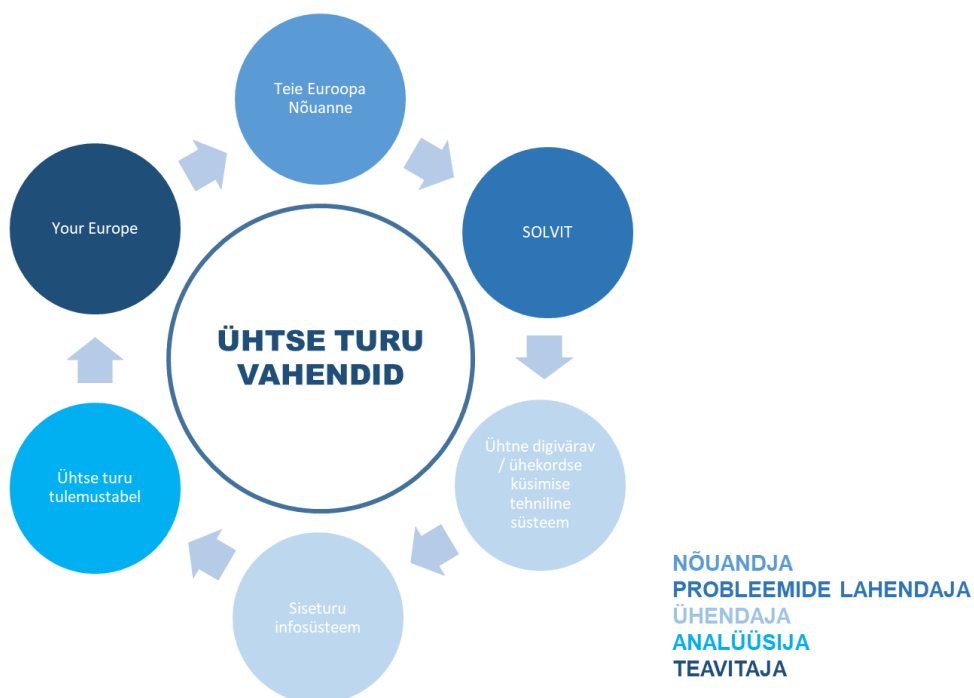 Teie Euroopa
Nõuanne
Your Europe
SOLVIT
ÜHTSE TURU
VAHENDID
Ühtse turu
tulemustabel
Ühtne digivärav
/ ühekordse
küsimise
tehniline
süsteem
Siseturu
infosüsteem
NÕUANDJA
PROBLEEMIDE LAHENDAJA
ÜHENDAJA
ANALÜÜSIJA
TEAVITAJA